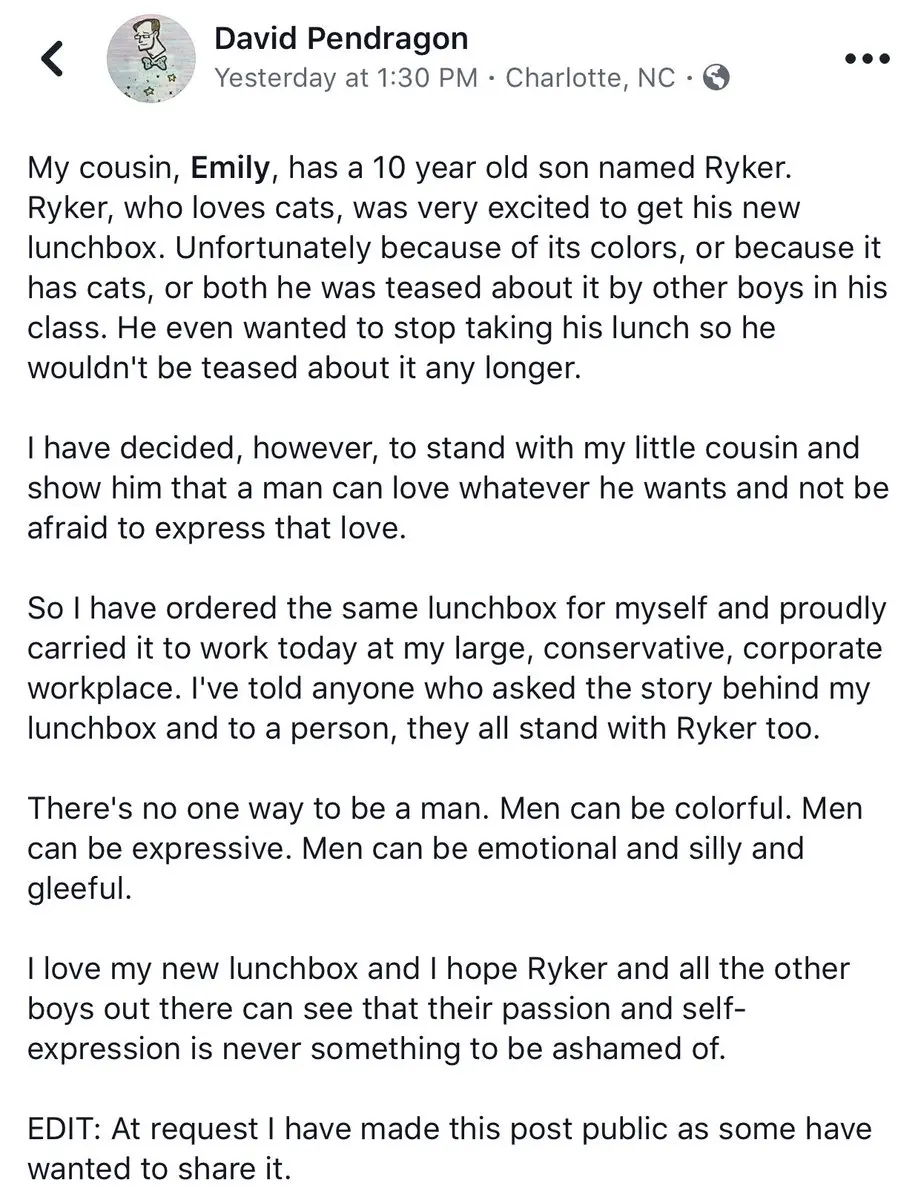 David Pendragon
Yesterday at 1:30 PM · Charlotte, NC ·
My cousin, Emily, has a 10 year old son named Ryker.
Ryker, who loves cats, was very excited to get his new
lunchbox. Unfortunately because of its colors, or because it
has cats, or both he was teased about it by other boys in his
class. He even wanted to stop taking his lunch so he
wouldn't be teased about it any longer.
I have decided, however, to stand with my little cousin and
show him that a man can love whatever he wants and not be
afraid to express that love.
So I have ordered the same lunchbox for myself and proudly
carried it to work today at my large, conservative, corporate
workplace. I've told anyone who asked the story behind my
lunchbox and to a person, they all stand with Ryker too.
There's no one way to be a man. Men can be colorful. Men
can be expressive. Men can be emotional and silly and
gleeful.
I love my new lunchbox and I hope Ryker and all the other
boys out there can see that their passion and self-
expression is never something to be ashamed of.
EDIT: At request I have made this post public as some have
wanted to share it.